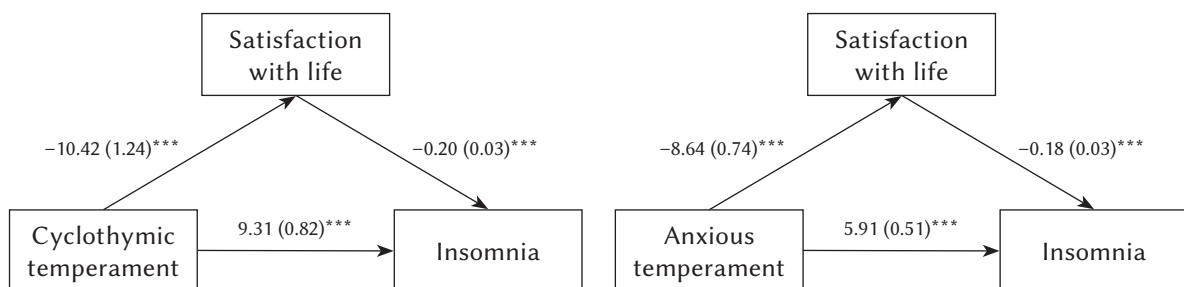 Satisfaction
with life
−10.42 (1.24)***
−0.20 (0.03)***
Cyclothymic
temperament
9.31 (0.82)***
Insomnia
Satisfaction
with life
−8.64 (0.74)***
−0.18 (0.03)***
Anxious
temperament
5.91 (0.51)***
Insomnia